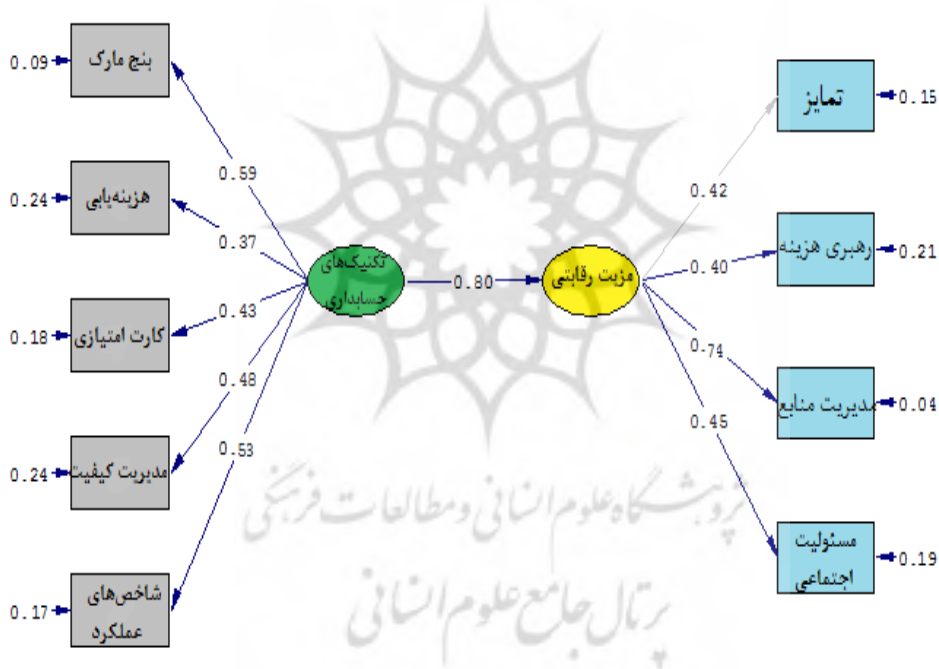 بنچ مارک
0.09
هزینه‌یابی
0.24
کارت امتیازی
0.18
مدیریت کیفیت
0.24
شاخص‌های
عملکرد
0.17
0.59
0.37
0.43
0.48
0.53
تکنیک‌های
حسابداری
0.80
مزیت رقابتی
0.42
0.40
0.74
0.45
تمایز
0.15
رهبری هزینه
0.21
مدیریت منابع
0.04
مسئولیت
اجتماعی
0.19
پژوهشگاه علوم انسانی و مطالعات فرهنگی
پرتال جامع علوم انسانی